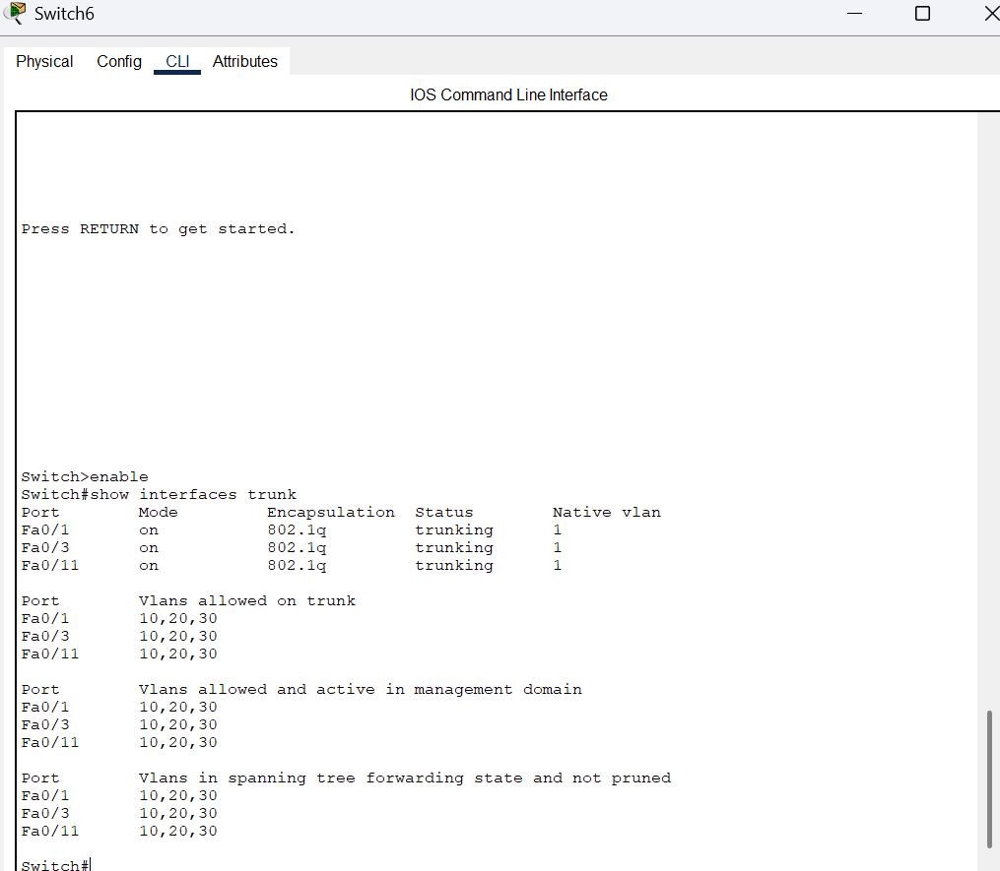 Switch6
Physical Config CLI Attributes
IOS Command Line Interface
Press RETURN to get started.
Switch>enable
Switch#show interfaces trunk
Port        Mode         Encapsulation  Status        Native vlan
Fa0/1       on           802.1q         trunking      1
Fa0/3       on           802.1q         trunking      1
Fa0/11      on           802.1q         trunking      1
Port        Vlans allowed on trunk
Fa0/1       10,20,30
Fa0/3       10,20,30
Fa0/11      10,20,30
Port        Vlans allowed and active in management domain
Fa0/1       10,20,30
Fa0/3       10,20,30
Fa0/11      10,20,30
Port        Vlans in spanning tree forwarding state and not pruned
Fa0/1       10,20,30
Fa0/3       10,20,30
Fa0/11      10,20,30
Switch#